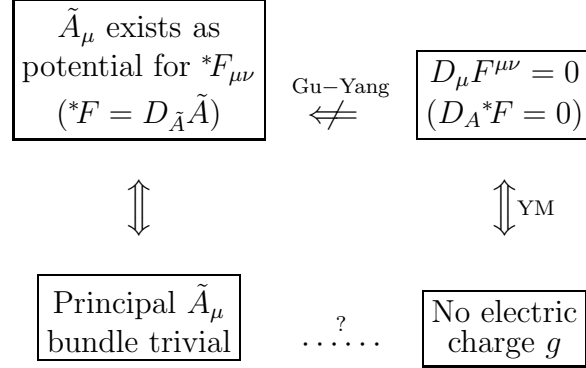 Ã_μ exists as
potential for *F_μν
(*F = D_Ã Ã)
Gu–Yang
⇍
D_μ F^μν = 0
(D_A *F = 0)
⇕
⇕ YM
Principal Ã_μ
bundle trivial
?
......
No electric
charge g